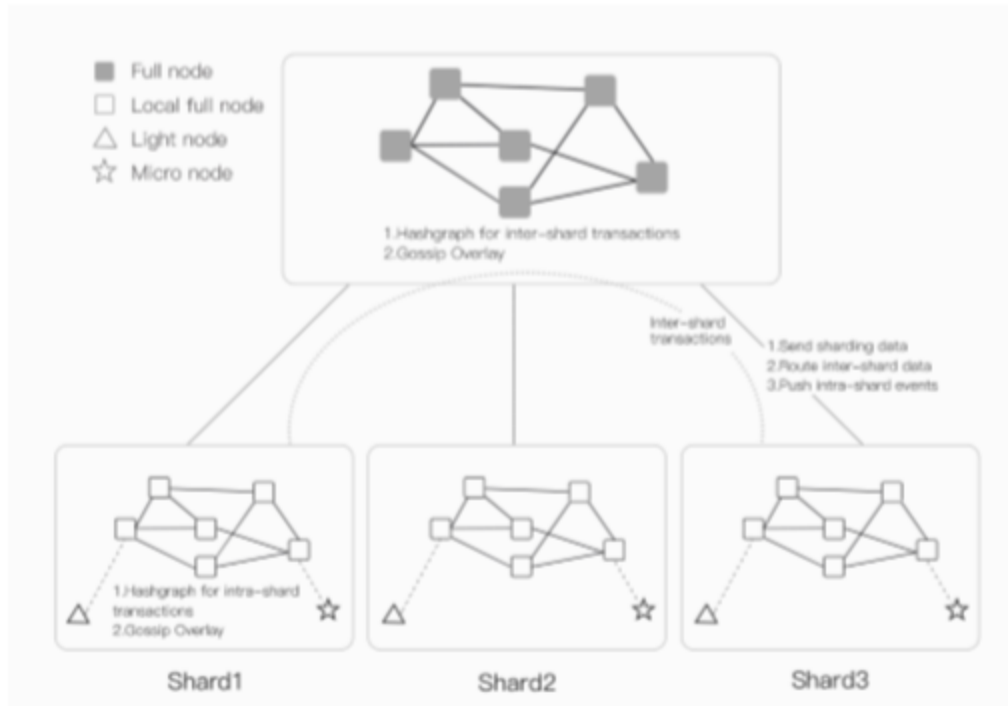 Full node
Local full node
Light node
Micro node
1.Hashgraph for inter-shard transactions
2.Gossip Overlay
Inter-shard
transactions
1.Send sharding data
2.Route inter-shard data
3.Push intra-shard events
1.Hashgraph for intra-shard
transactions
2.Gossip Overlay
Shard1
Shard2
Shard3